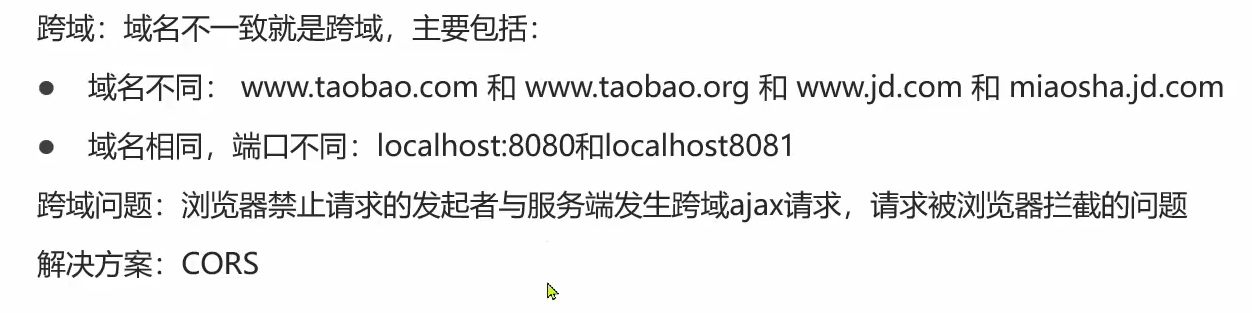 跨域：域名不一致就是跨域，主要包括：
● 域名不同： www.taobao.com 和 www.taobao.org 和 www.jd.com 和 miaosha.jd.com
● 域名相同，端口不同：localhost:8080和localhost8081
跨域问题：浏览器禁止请求的发起者与服务端发生跨域ajax请求，请求被浏览器拦截的问题
解决方案：CORS